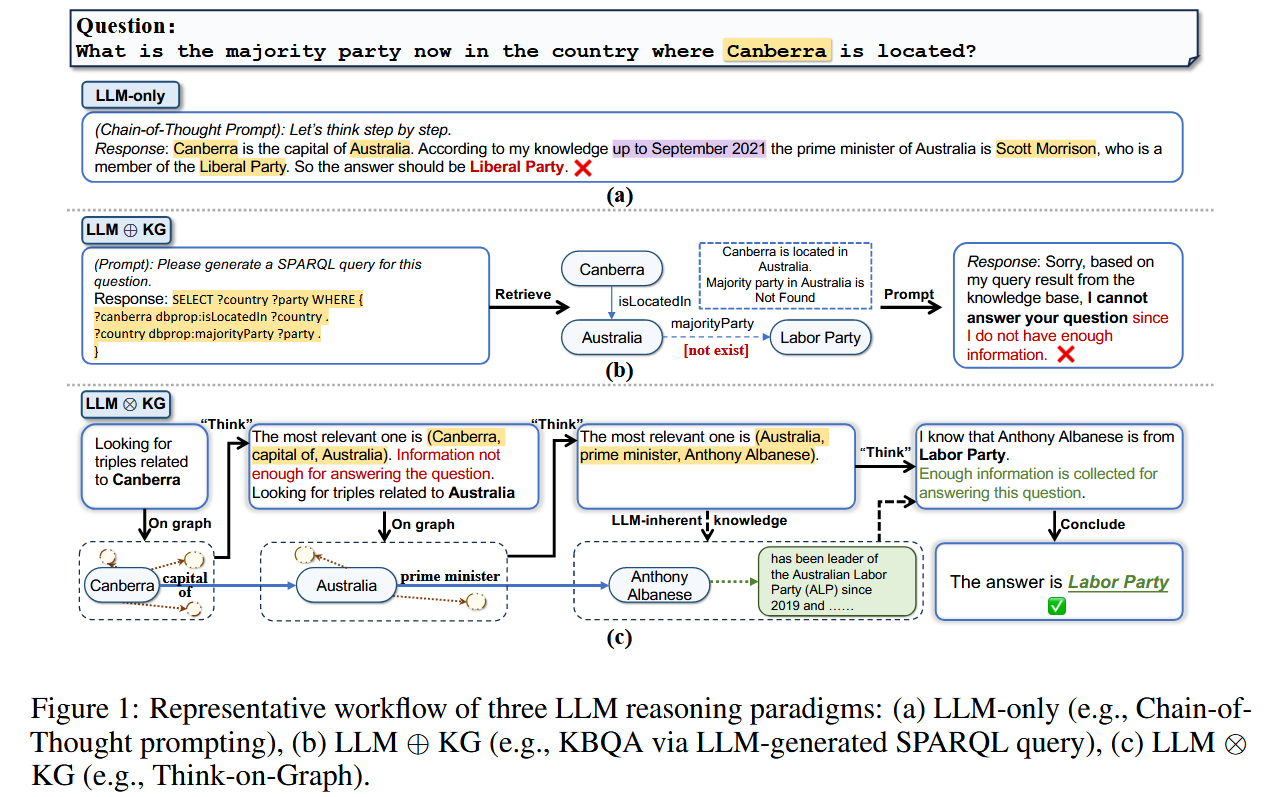 Question:
What is the majority party now in the country where Canberra is located?
LLM-only
(Chain-of-Thought Prompt): Let's think step by step.
Response: Canberra is the capital of Australia. According to my knowledge up to September 2021 the prime minister of Australia is Scott Morrison, who is a
member of the Liberal Party. So the answer should be Liberal Party. ❌
(a)
LLM ⊕ KG
(Prompt): Please generate a SPARQL query for this
question.
Response: SELECT ?country ?party WHERE {
?canberra dbprop:isLocatedIn ?country .
?country dbprop:majorityParty ?party .
}
Retrieve
Canberra
isLocatedIn
Australia
majorityParty
[not exist]
Labor Party
Canberra is located in
Australia.
Majority party in Australia is
Not Found
Prompt
Response: Sorry, based on
my query result from the
knowledge base, I cannot
answer your question since
I do not have enough
information. ❌
(b)
LLM ⊗ KG
Looking for
triples related
to Canberra
"Think"
The most relevant one is (Canberra,
capital of, Australia). Information not
enough for answering the question.
Looking for triples related to Australia
"Think"
The most relevant one is (Australia,
prime minister, Anthony Albanese).
"Think"
I know that Anthony Albanese is from
Labor Party.
Enough information is collected for
answering this question.
On graph
On graph
LLM-inherent knowledge
Conclude
Canberra
capital
of
Australia
prime minister
Anthony
Albanese
has been leader of
the Australian Labor
Party (ALP) since
2019 and ……
The answer is Labor Party
✅
(c)
Figure 1: Representative workflow of three LLM reasoning paradigms: (a) LLM-only (e.g., Chain-of-
Thought prompting), (b) LLM ⊕ KG (e.g., KBQA via LLM-generated SPARQL query), (c) LLM ⊗
KG (e.g., Think-on-Graph).